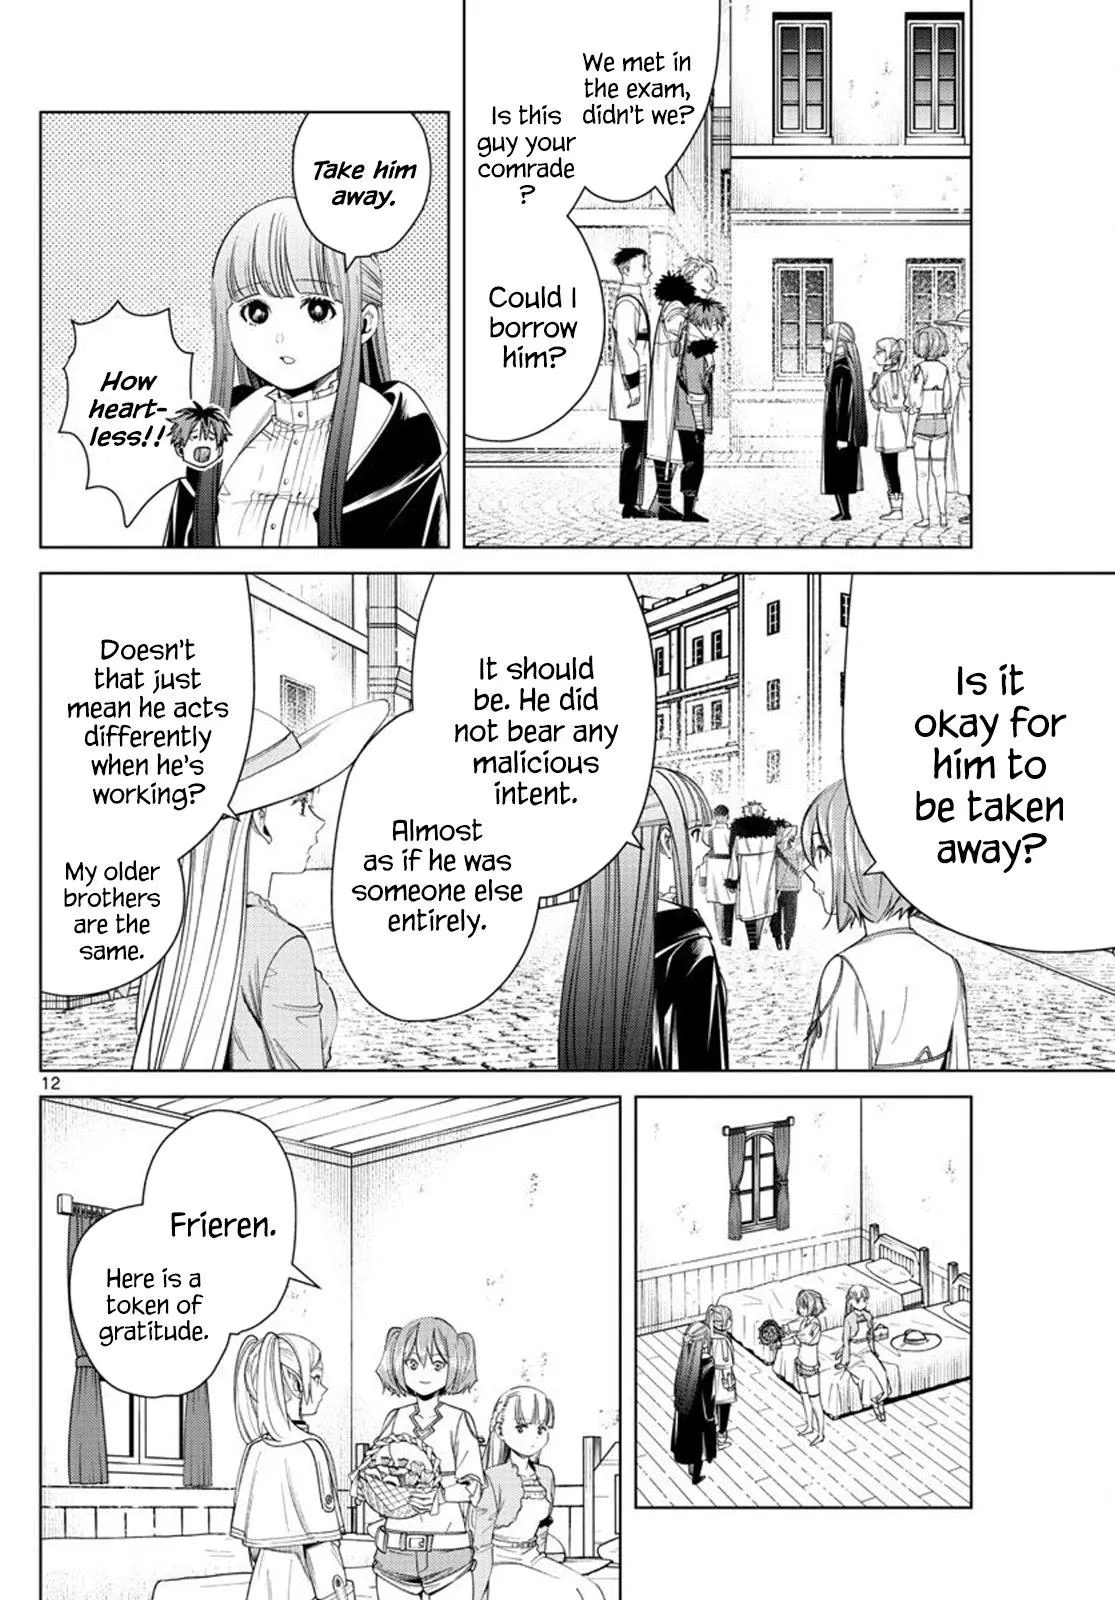 We met in
the exam,
didn't we?
Is this
guy your
comrade
?
Could I
borrow
him?
Take him
away.
How
heart-
less!!
Is it
okay for
him to
be taken
away?
It should
be. He did
not bear any
malicious
intent.
Almost
as if he was
someone else
entirely.
Doesn't
that just
mean he acts
differently
when he's
working?
My older
brothers
are the
same.
12
Frieren.
Here is a
token of
gratitude.